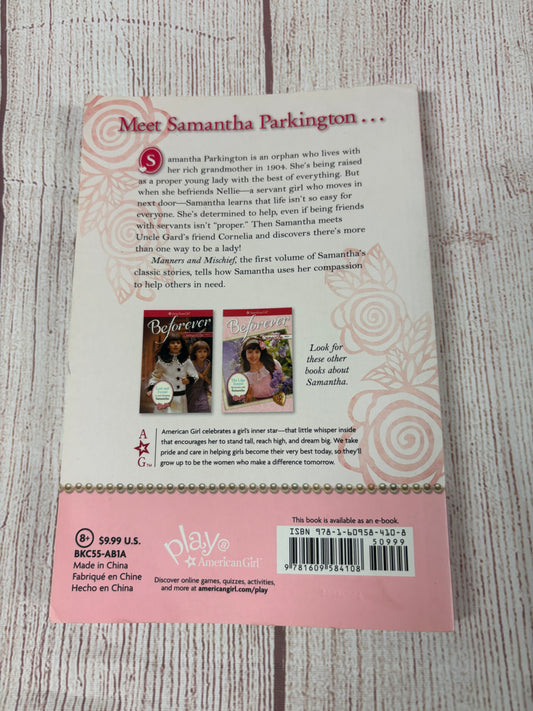 Meet Samantha Parkington . . .
Samantha Parkington is an orphan who lives with
her rich grandmother in 1904. She's being raised
as a proper young lady with the best of everything. But
when she befriends Nellie—a servant girl who moves in
next door—Samantha learns that life isn't so easy for
everyone. She's determined to help, even if being friends
with servants isn't "proper." Then Samantha meets
Uncle Gard's friend Cornelia and discovers there's more
than one way to be a lady!
Manners and Mischief, the first volume of Samantha's
classic stories, tells how Samantha uses her compassion
to help others in need.
Beforever
Beforever
Look for
these other
books about
Samantha.
A
G™
American Girl celebrates a girl's inner star—that little whisper inside
that encourages her to stand tall, reach high, and dream big. We take
pride and care in helping girls become their very best today, so they'll
grow up to be the women who make a difference tomorrow.
8+ $9.99 U.S.
BKC55-AB1A
Made in China
Fabriqué en Chine
Hecho en China
play@
American Girl
Discover online games, quizzes, activities,
and more at americangirl.com/play
This book is available as an e-book.
ISBN 978-1-60958-410-8
50999
9 781609 584108